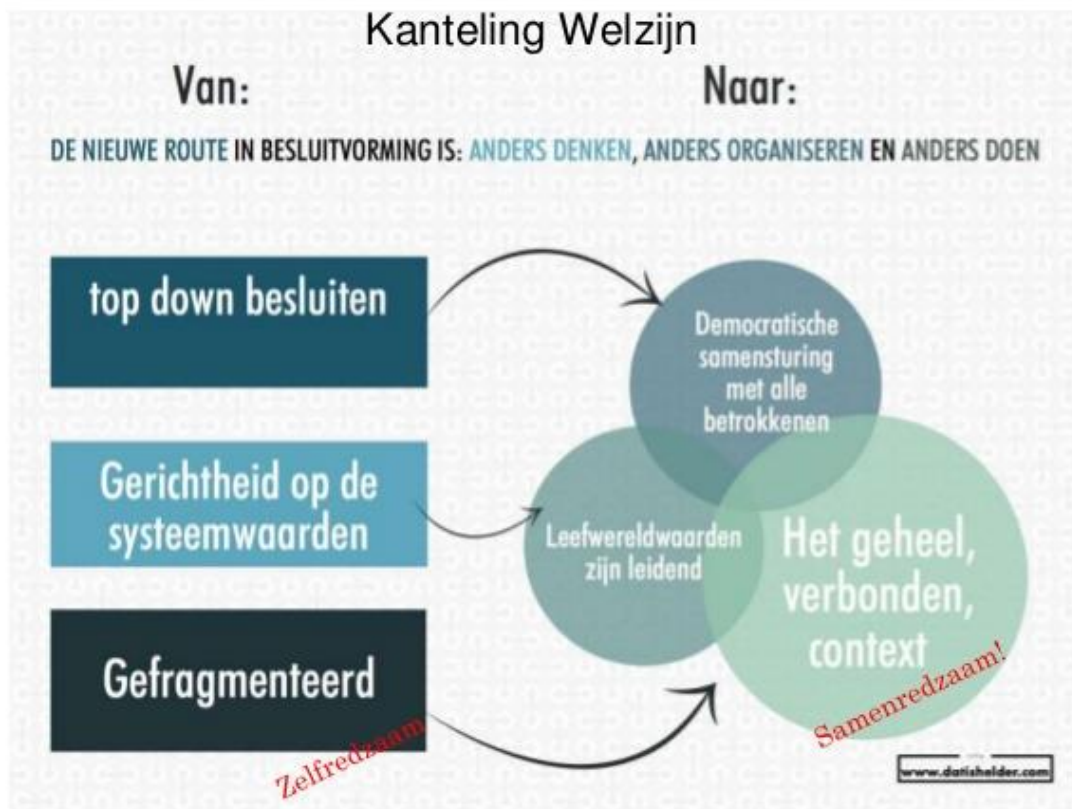 Kanteling Welzijn
Van:
Naar:
DE NIEUWE ROUTE IN BESLUITVORMING IS: ANDERS DENKEN, ANDERS ORGANISEREN EN ANDERS DOEN
top down besluiten
Democratische
samensturing
met alle
betrokkenen
Gerichtheid op de
systeemwaarden
Leefwereldwaarden
zijn leidend
Het geheel,
verbonden,
context
Gefragmenteerd
Zelfredzaam
Samenredzaam!
www.datishelder.com